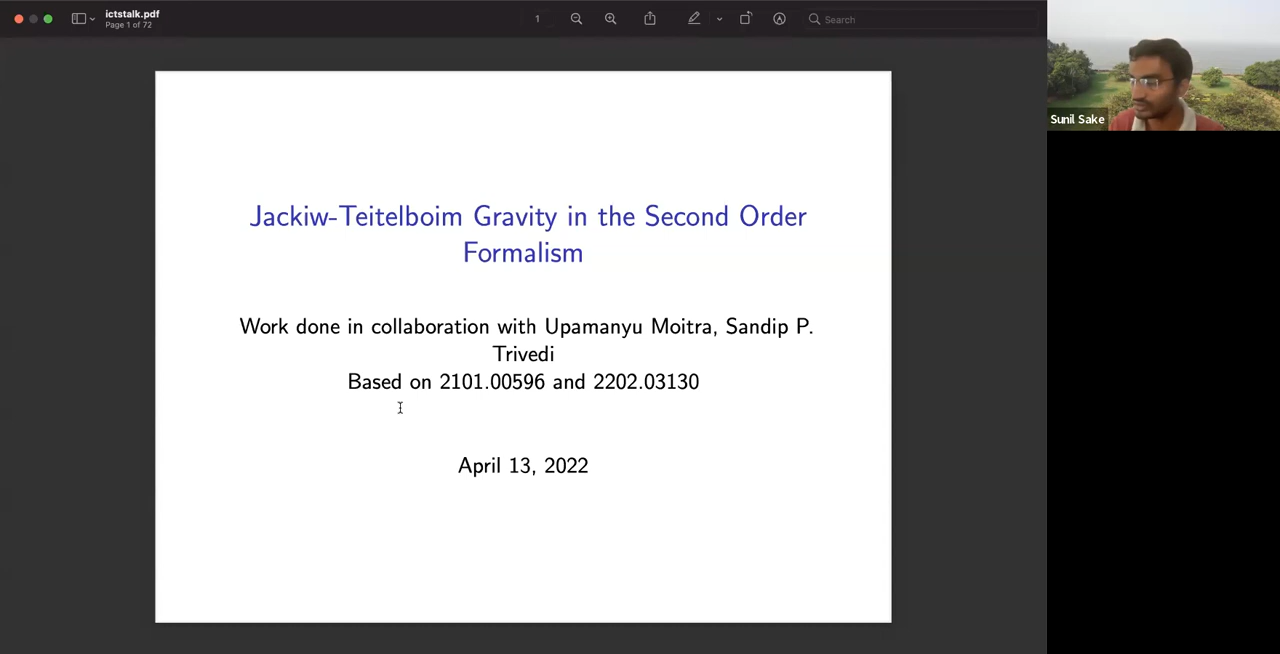 ictstalk.pdf
Page 1 of 72
1
Search
Sunil Sake
Jackiw-Teitelboim Gravity in the Second Order
Formalism
Work done in collaboration with Upamanyu Moitra, Sandip P.
Trivedi
Based on 2101.00596 and 2202.03130
April 13, 2022